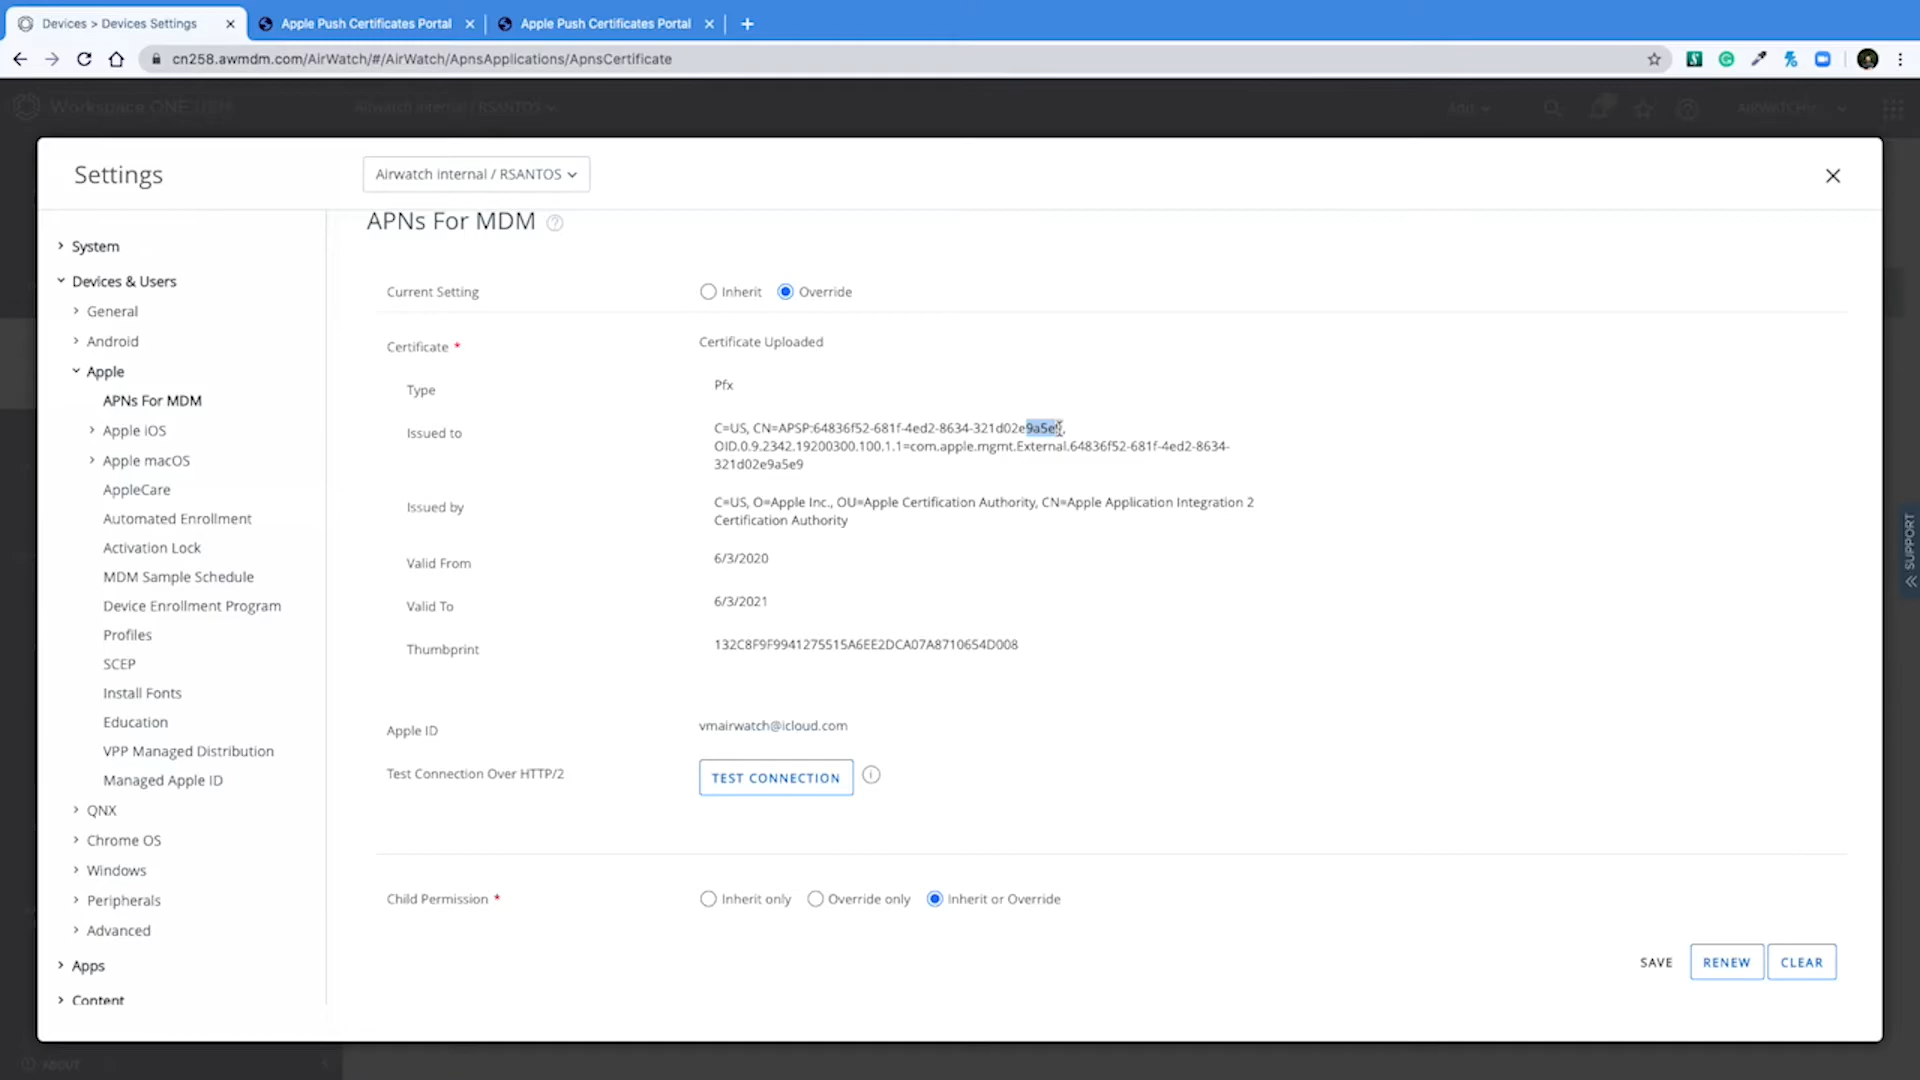 Devices > Devices Settings
Apple Push Certificates Portal
Apple Push Certificates Portal
cn258.awmdm.com/AirWatch/#/AirWatch/ApnsApplications/ApnsCertificate
Workspace ONE UEM
Airwatch internal / RSANTOS
Add
Settings
Airwatch internal / RSANTOS
APNs For MDM
System
Devices & Users
General
Android
Apple
APNs For MDM
Apple iOS
Apple macOS
AppleCare
Automated Enrollment
Activation Lock
MDM Sample Schedule
Device Enrollment Program
Profiles
SCEP
Install Fonts
Education
VPP Managed Distribution
Managed Apple ID
QNX
Chrome OS
Windows
Peripherals
Advanced
Apps
Content
Current Setting
Inherit
Override
Certificate *
Certificate Uploaded
Type
Pfx
Issued to
C=US, CN=APSP:64836f52-681f-4ed2-8634-321d02e9a5e9,
OID.0.9.2342.19200300.100.1.1=com.apple.mgmt.External.64836f52-681f-4ed2-8634-
321d02e9a5e9
Issued by
C=US, O=Apple Inc., OU=Apple Certification Authority, CN=Apple Application Integration 2
Certification Authority
Valid From
6/3/2020
Valid To
6/3/2021
Thumbprint
132C8F9F9941275515A6EE2DCA07A8710654D008
Apple ID
vmairwatch@icloud.com
Test Connection Over HTTP/2
TEST CONNECTION
Child Permission *
Inherit only
Override only
Inherit or Override
SAVE
RENEW
CLEAR
SUPPORT
ABOUT